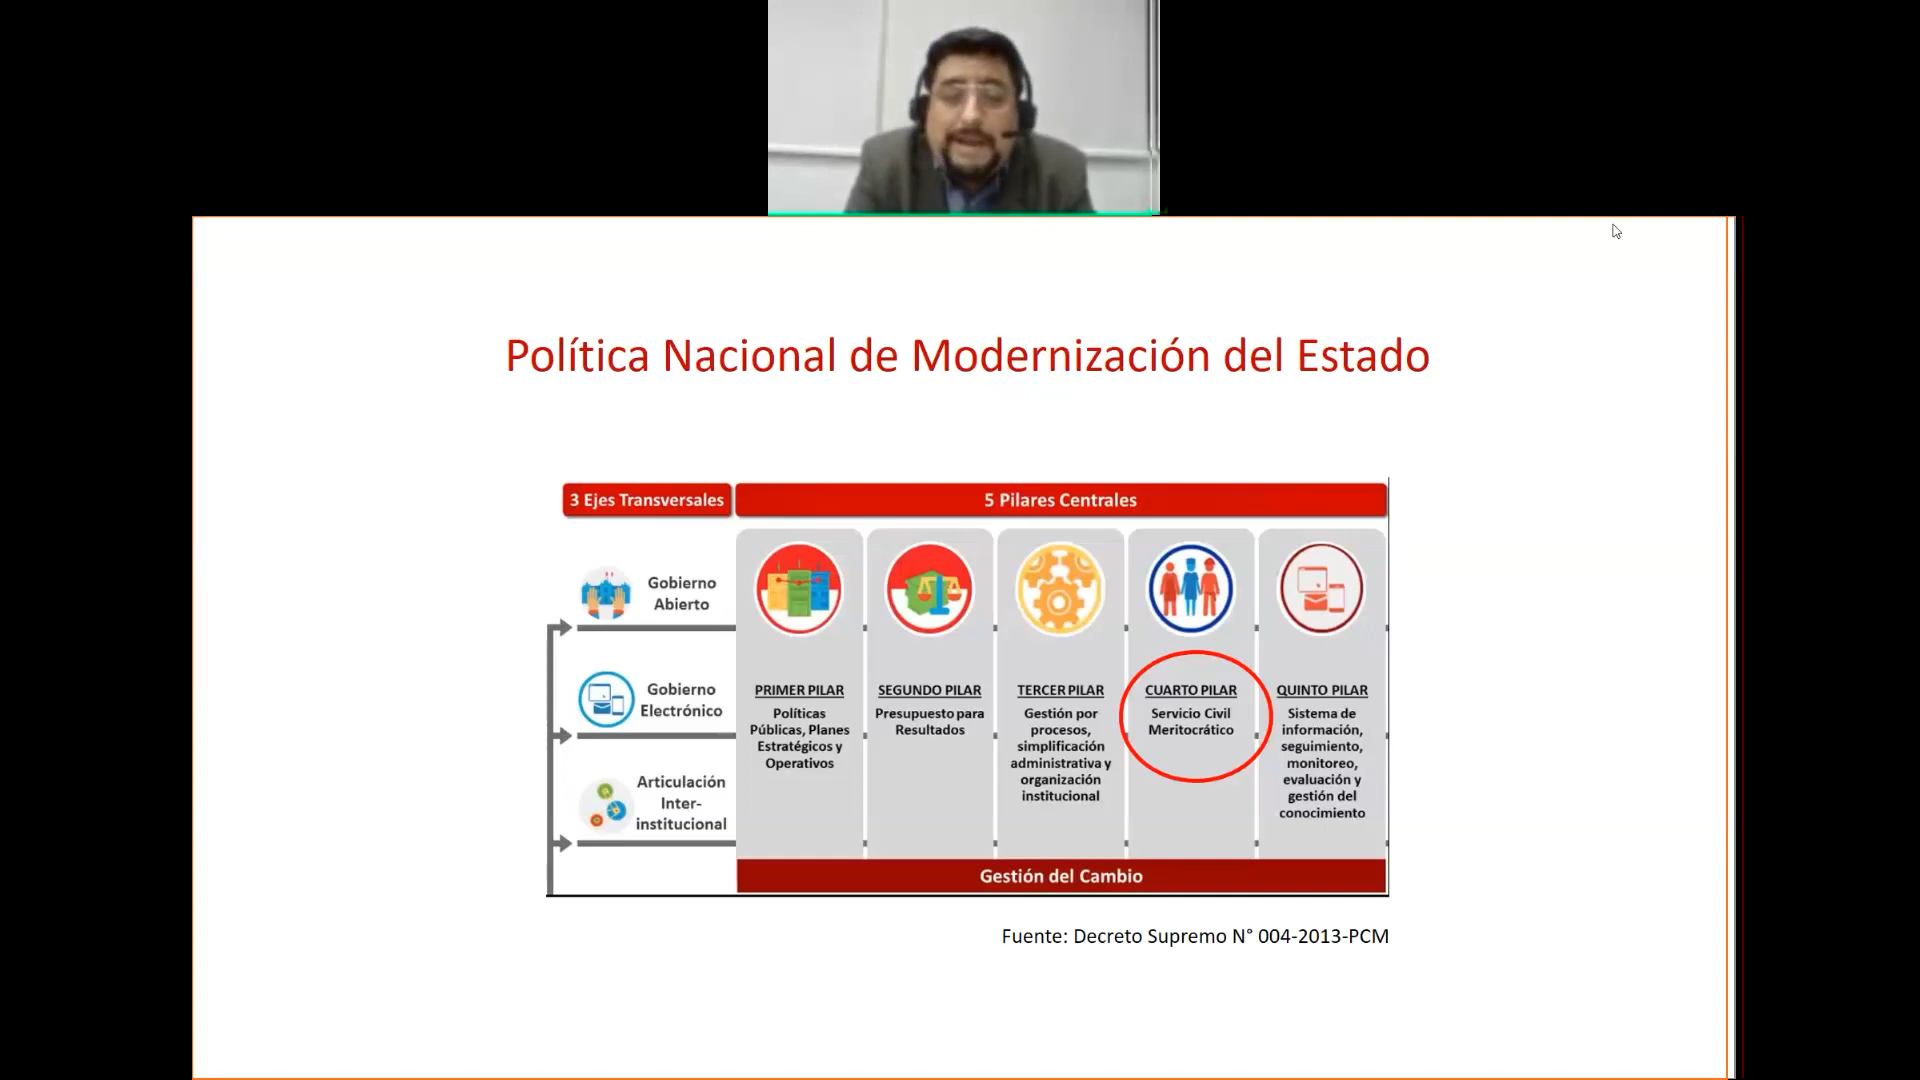 Política Nacional de Modernización del Estado
3 Ejes Transversales
5 Pilares Centrales
Gobierno
Abierto
Gobierno
Electrónico
Articulación
Inter-
institucional
PRIMER PILAR
Políticas
Públicas, Planes
Estratégicos y
Operativos
SEGUNDO PILAR
Presupuesto para
Resultados
TERCER PILAR
Gestión por
procesos,
simplificación
administrativa y
organización
institucional
CUARTO PILAR
Servicio Civil
Meritocrático
QUINTO PILAR
Sistema de
información,
seguimiento,
monitoreo,
evaluación y
gestión del
conocimiento
Gestión del Cambio
Fuente: Decreto Supremo N° 004-2013-PCM